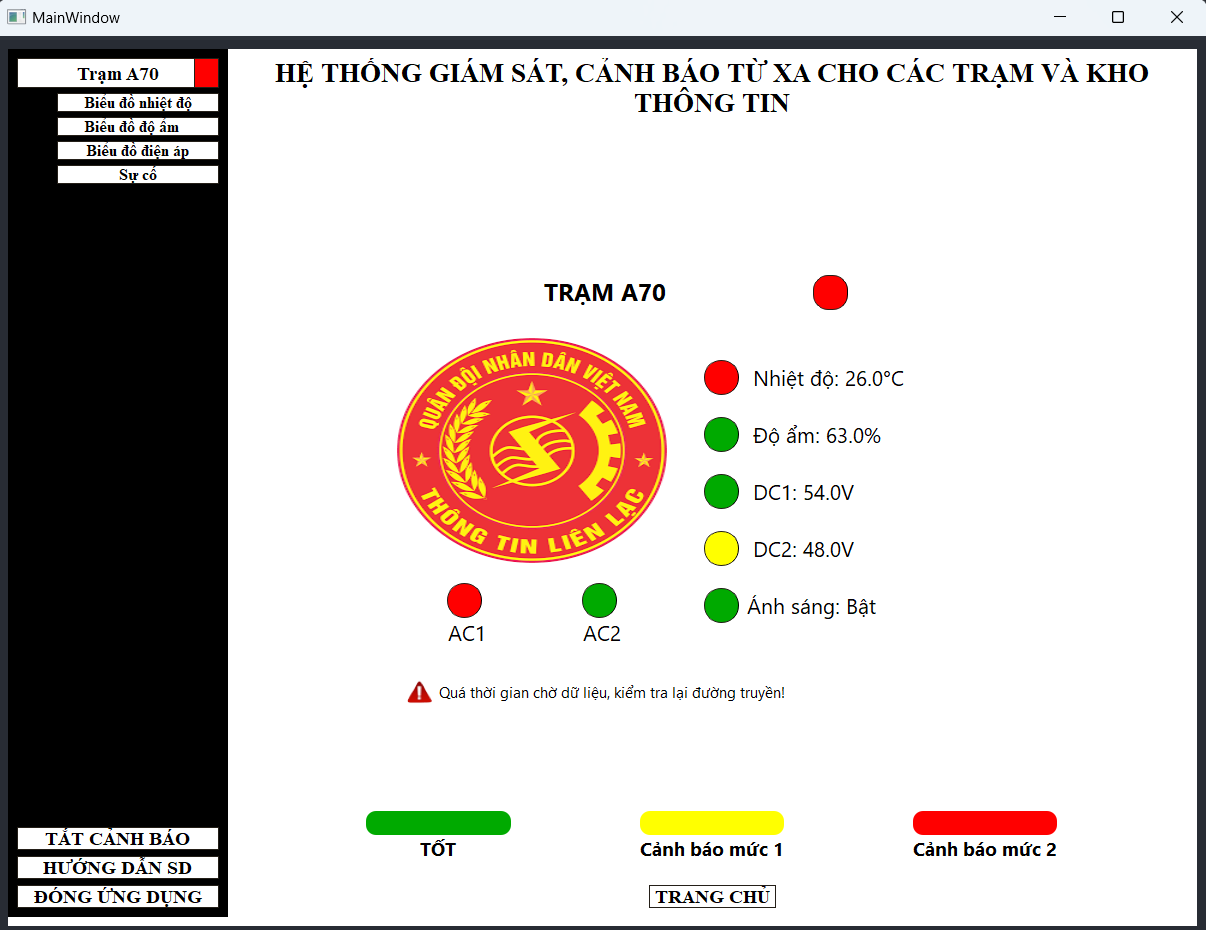 MainWindow
Trạm A70
Biểu đồ nhiệt độ
Biểu đồ độ ẩm
Biểu đồ điện áp
Sự cố
TẮT CẢNH BÁO
HƯỚNG DẪN SD
ĐÓNG ỨNG DỤNG
HỆ THỐNG GIÁM SÁT, CẢNH BÁO TỪ XA CHO CÁC TRẠM VÀ KHO
THÔNG TIN
TRẠM A70
QUÂN ĐỘI NHÂN DÂN VIỆT NAM
THÔNG TIN LIÊN LẠC
Nhiệt độ: 26.0°C
Độ ẩm: 63.0%
DC1: 54.0V
DC2: 48.0V
Ánh sáng: Bật
AC1
AC2
Quá thời gian chờ dữ liệu, kiểm tra lại đường truyền!
TỐT
Cảnh báo mức 1
Cảnh báo mức 2
TRANG CHỦ